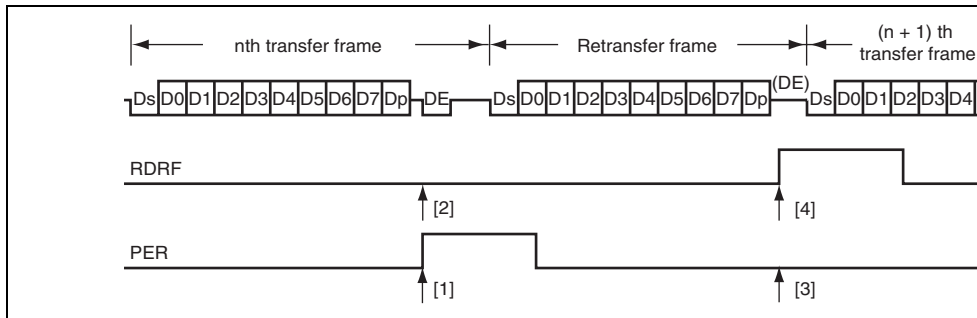 (n + 1) th
nth transfer frame Retransfer frame transfer frame
(DE)
Ds D0 D1 D2 D3 D4 D5 D6 D7 Dp DE Ds D0 D1 D2 D3 D4 D5 D6 D7 Dp Ds D0 D1 D2 D3 D4
RDRF
[2] [4]
PER
[1] [3]